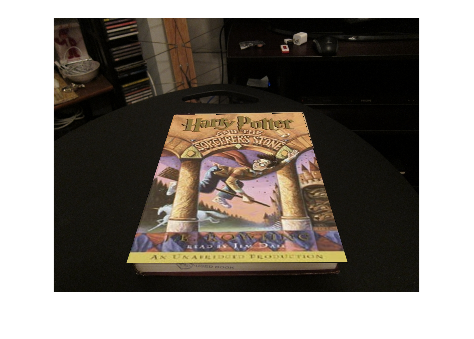 Harry Potter
AND THE
SORCERER'S STONE
J. K. ROWLING
READ BY JIM DALE
AN UNABRIDGED PRODUCTION